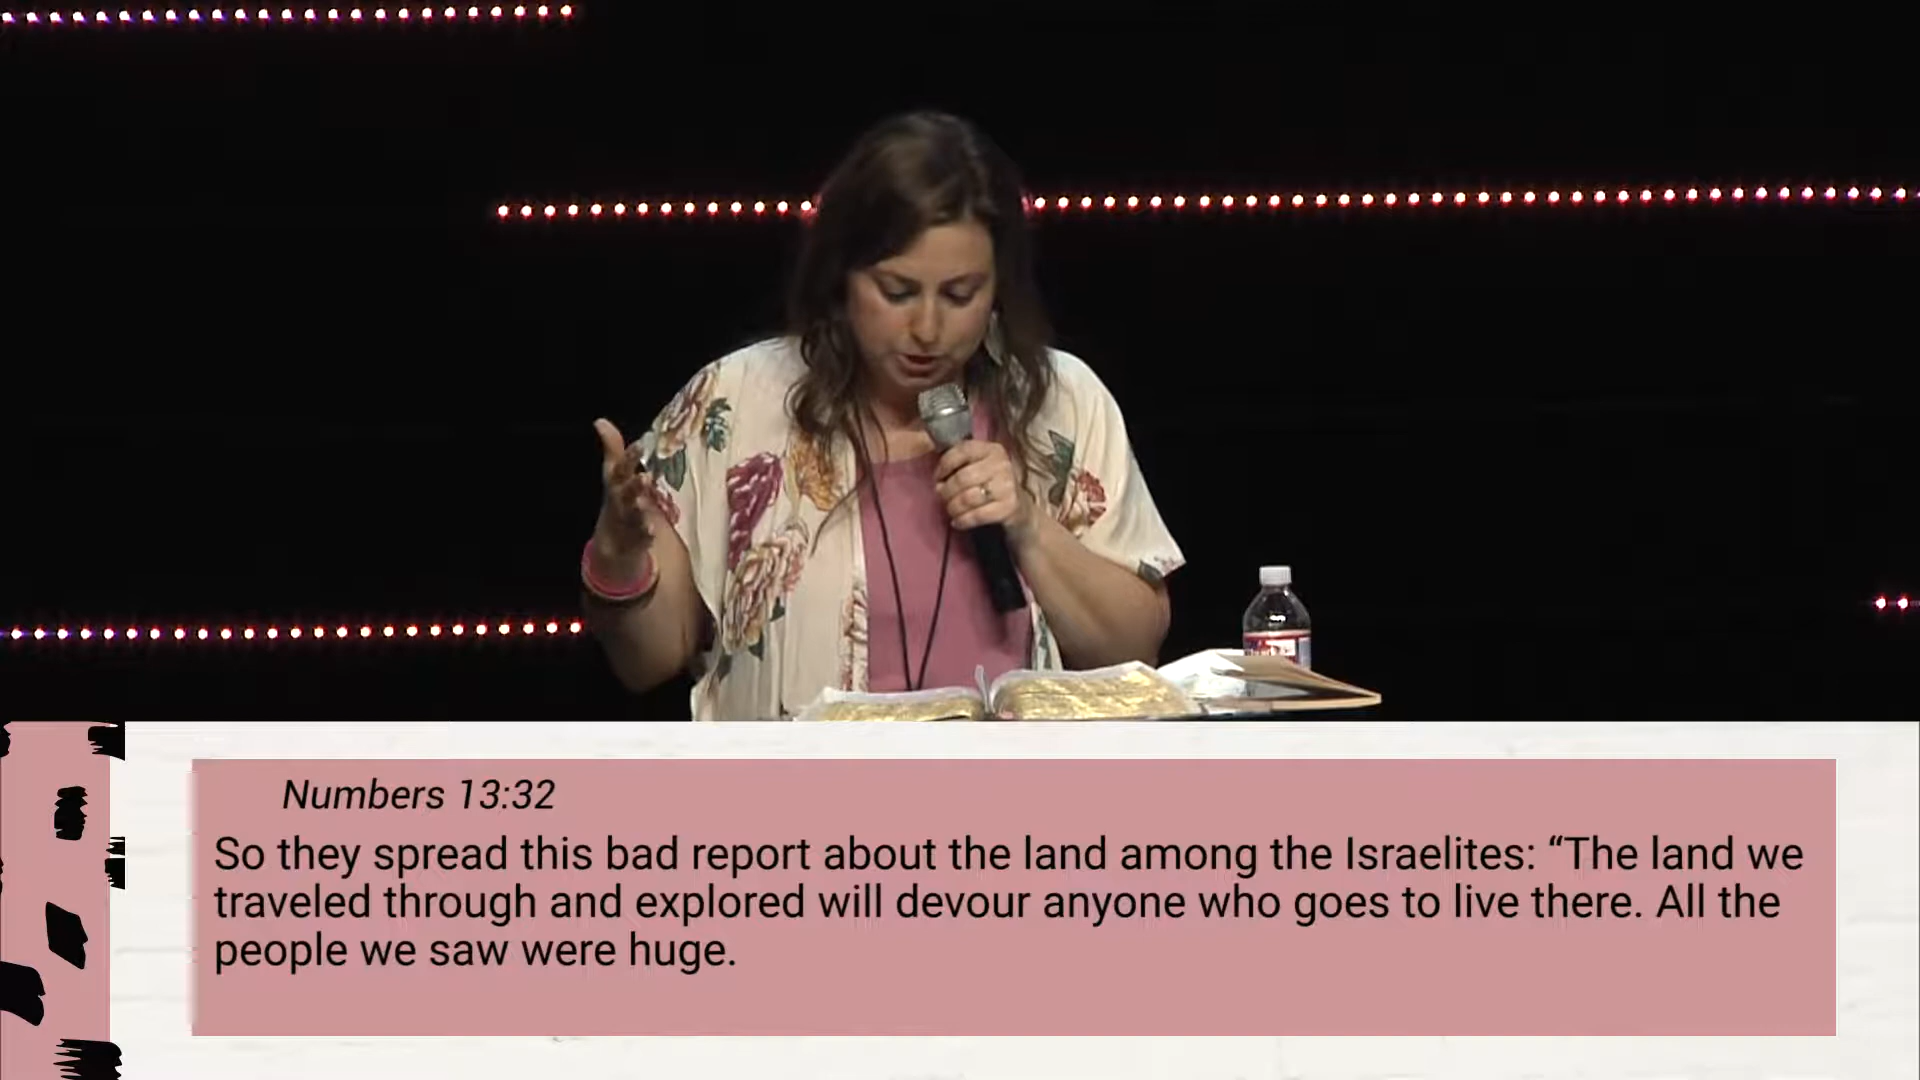 Numbers 13:32
So they spread this bad report about the land among the Israelites: “The land we
traveled through and explored will devour anyone who goes to live there. All the
people we saw were huge.